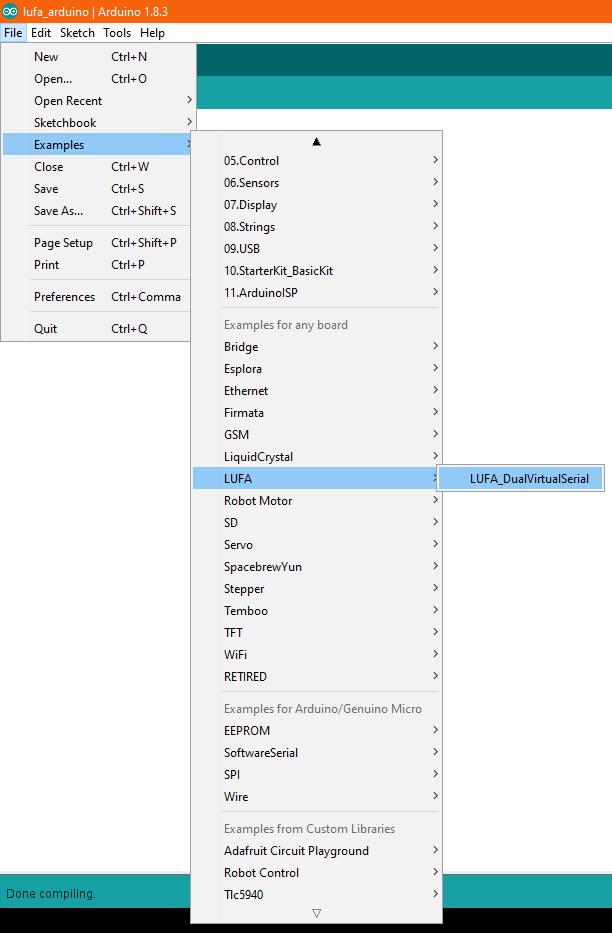 lufa_arduino | Arduino 1.8.3
File Edit Sketch Tools Help
New Ctrl+N
Open... Ctrl+O
Open Recent
Sketchbook
Examples
Close Ctrl+W
Save Ctrl+S
Save As... Ctrl+Shift+S
Page Setup Ctrl+Shift+P
Print Ctrl+P
Preferences Ctrl+Comma
Quit Ctrl+Q
05.Control
06.Sensors
07.Display
08.Strings
09.USB
10.StarterKit_BasicKit
11.ArduinoISP
Examples for any board
Bridge
Esplora
Ethernet
Firmata
GSM
LiquidCrystal
LUFA
LUFA_DualVirtualSerial
Robot Motor
SD
Servo
SpacebrewYun
Stepper
Temboo
TFT
WiFi
RETIRED
Examples for Arduino/Genuino Micro
EEPROM
SoftwareSerial
SPI
Wire
Examples from Custom Libraries
Adafruit Circuit Playground
Robot Control
Tlc5940
Done compiling.